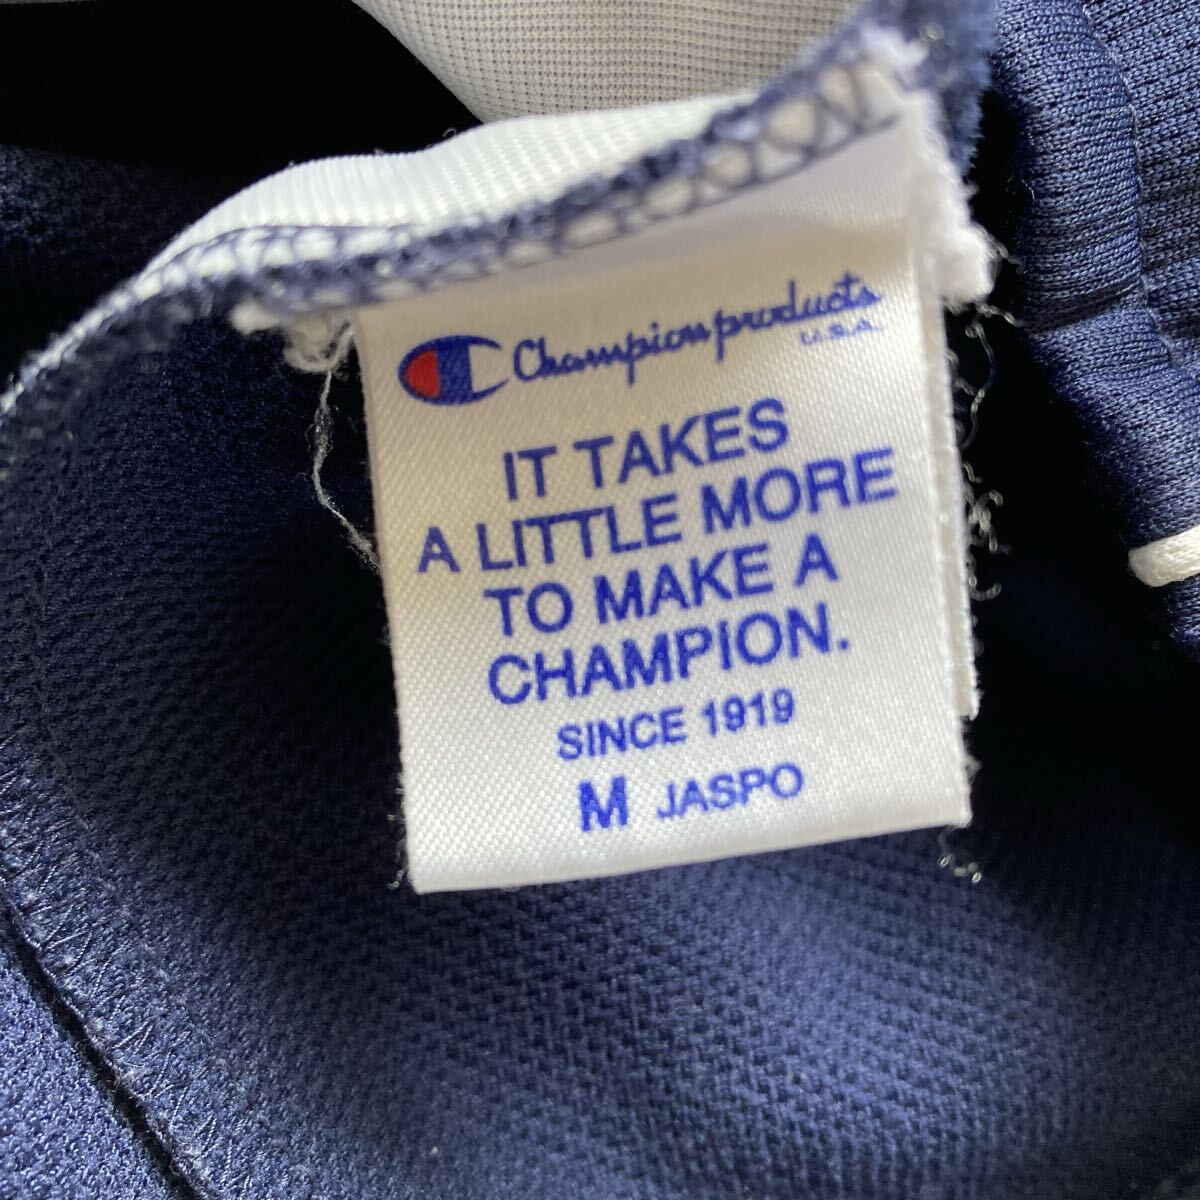 Champion products
U.S.A.
IT TAKES
A LITTLE MORE
TO MAKE A
CHAMPION.
SINCE 1919
M JASPO